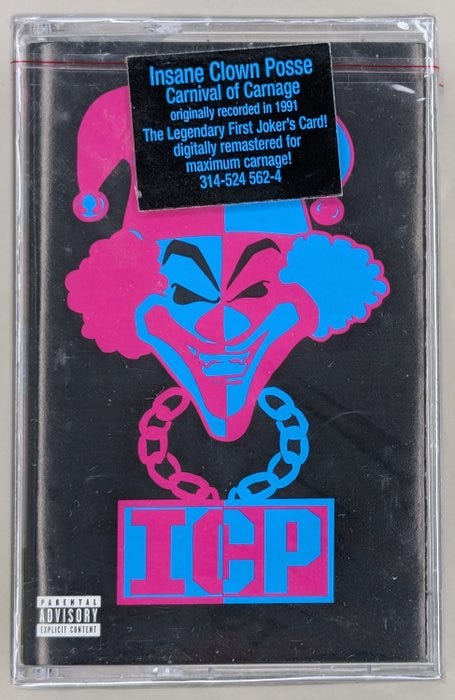 Insane Clown Posse
Carnival of Carnage
originally recorded in 1991
The Legendary First Joker's Card!
digitally remastered for
maximum carnage!
314-524 562-4
ICP
PARENTAL
ADVISORY
EXPLICIT CONTENT